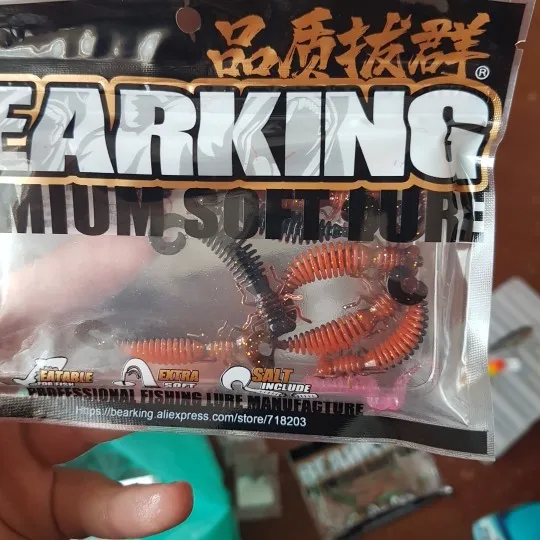 品质拔群®
EARKING
MIUM SOFT LURE
EATABLE
EXTRA SOFT
SALT INCLUDE
PROFESSIONAL FISHING LURE MANUFACTURE
https://bearking.aliexpress.com/store/718203